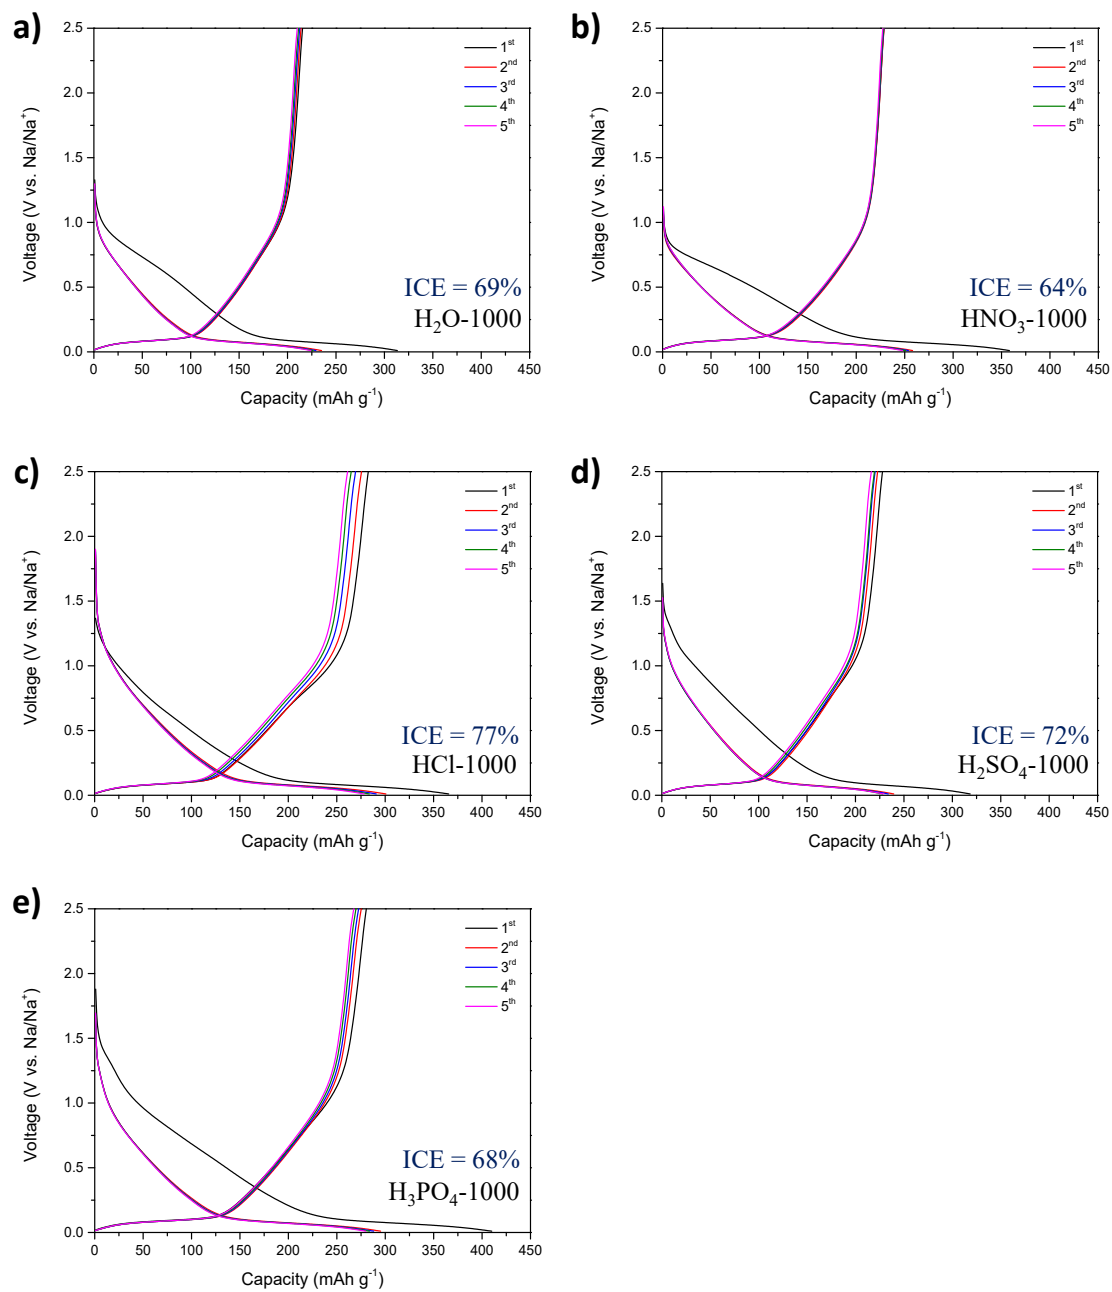 a)
2.5
2.0
1.5
1.0
0.5
0.0
Voltage (V vs. Na/Na⁺)
1ˢᵗ
2ⁿᵈ
3ʳᵈ
4ᵗʰ
5ᵗʰ
ICE = 69%
H₂O-1000
0 50 100 150 200 250 300 350 400 450
Capacity (mAh g⁻¹)
b)
2.5
2.0
1.5
1.0
0.5
0.0
Voltage (V vs. Na/Na⁺)
1ˢᵗ
2ⁿᵈ
3ʳᵈ
4ᵗʰ
5ᵗʰ
ICE = 64%
HNO₃-1000
0 50 100 150 200 250 300 350 400 450
Capacity (mAh g⁻¹)
c)
2.5
2.0
1.5
1.0
0.5
0.0
Voltage (V vs. Na/Na⁺)
1ˢᵗ
2ⁿᵈ
3ʳᵈ
4ᵗʰ
5ᵗʰ
ICE = 77%
HCl-1000
0 50 100 150 200 250 300 350 400 450
Capacity (mAh g⁻¹)
d)
2.5
2.0
1.5
1.0
0.5
0.0
Voltage (V vs. Na/Na⁺)
1ˢᵗ
2ⁿᵈ
3ʳᵈ
4ᵗʰ
5ᵗʰ
ICE = 72%
H₂SO₄-1000
0 50 100 150 200 250 300 350 400 450
Capacity (mAh g⁻¹)
e)
2.5
2.0
1.5
1.0
0.5
0.0
Voltage (V vs. Na/Na⁺)
1ˢᵗ
2ⁿᵈ
3ʳᵈ
4ᵗʰ
5ᵗʰ
ICE = 68%
H₃PO₄-1000
0 50 100 150 200 250 300 350 400 450
Capacity (mAh g⁻¹)